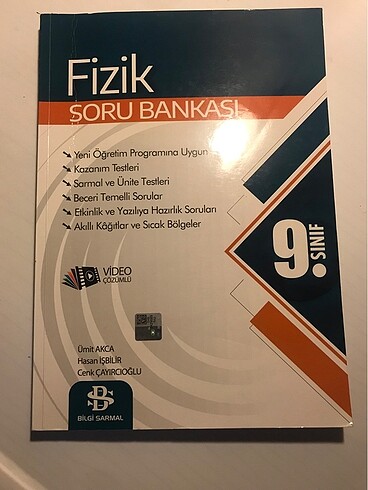 Fizik
SORU BANKASI
Yeni Öğretim Programına Uygun
Kazanım Testleri
Sarmal ve Ünite Testleri
Beceri Temelli Sorular
Etkinlik ve Yazılıya Hazırlık Soruları
Akıllı Kâğıtlar ve Sıcak Bölgeler
9. SINIF
VİDEO
ÇÖZÜMLÜ
Ümit AKCA
Hasan İŞBİLİR
Cenk ÇAYIRCIOĞLU
BS
BİLGİ SARMAL